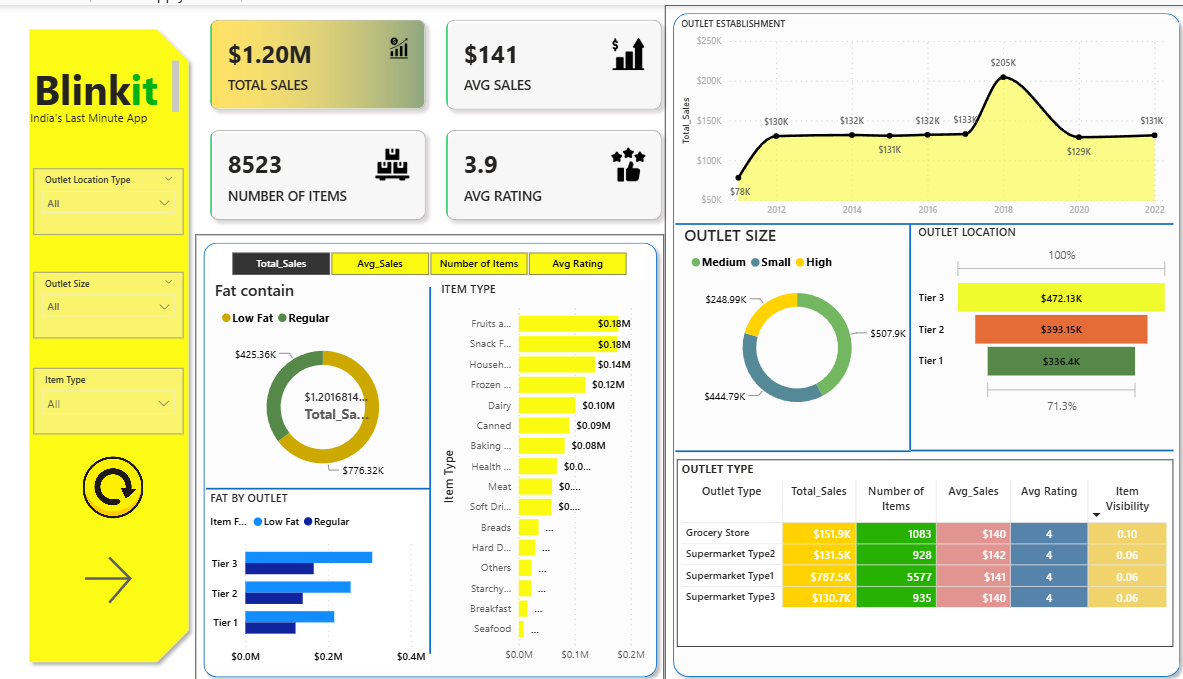 Blinkit
India's Last Minute App
Outlet Location Type
All
Outlet Size
All
Item Type
All
$1.20M
TOTAL SALES
$141
AVG SALES
8523
NUMBER OF ITEMS
3.9
AVG RATING
Total_Sales
Avg_Sales
Number of Items
Avg Rating
Fat contain
Low Fat Regular
$425.36K
$1.2016814...
Total_Sa...
$776.32K
FAT BY OUTLET
Item F... Low Fat Regular
Tier 3
Tier 2
Tier 1
$0.0M $0.2M $0.4M
ITEM TYPE
Item Type
Fruits a... $0.18M
Snack F... $0.18M
Househ... $0.14M
Frozen ... $0.12M
Dairy $0.10M
Canned $0.09M
Baking ... $0.08M
Health ... $0.0...
Meat $0....
Soft Dri... $0....
Breads ...
Hard D... ...
Others ...
Starchy... ...
Breakfast ...
Seafood ...
$0.0M $0.1M $0.2M
OUTLET ESTABLISHMENT
Total_Sales
$250K
$200K
$150K
$100K
$50K
$78K
$130K
$132K
$131K
$132K
$133K
$205K
$129K
$131K
2012 2014 2016 2018 2020 2022
OUTLET SIZE
Medium Small High
$248.99K
$507.9K
$444.79K
OUTLET LOCATION
100%
Tier 3 $472.13K
Tier 2 $393.15K
Tier 1 $336.4K
71.3%
OUTLET TYPE
Outlet Type Total_Sales Number of Items Avg_Sales Avg Rating Item Visibility
Grocery Store $151.9K 1083 $140 4 0.10
Supermarket Type2 $131.5K 928 $142 4 0.06
Supermarket Type1 $787.5K 5577 $141 4 0.06
Supermarket Type3 $130.7K 935 $140 4 0.06